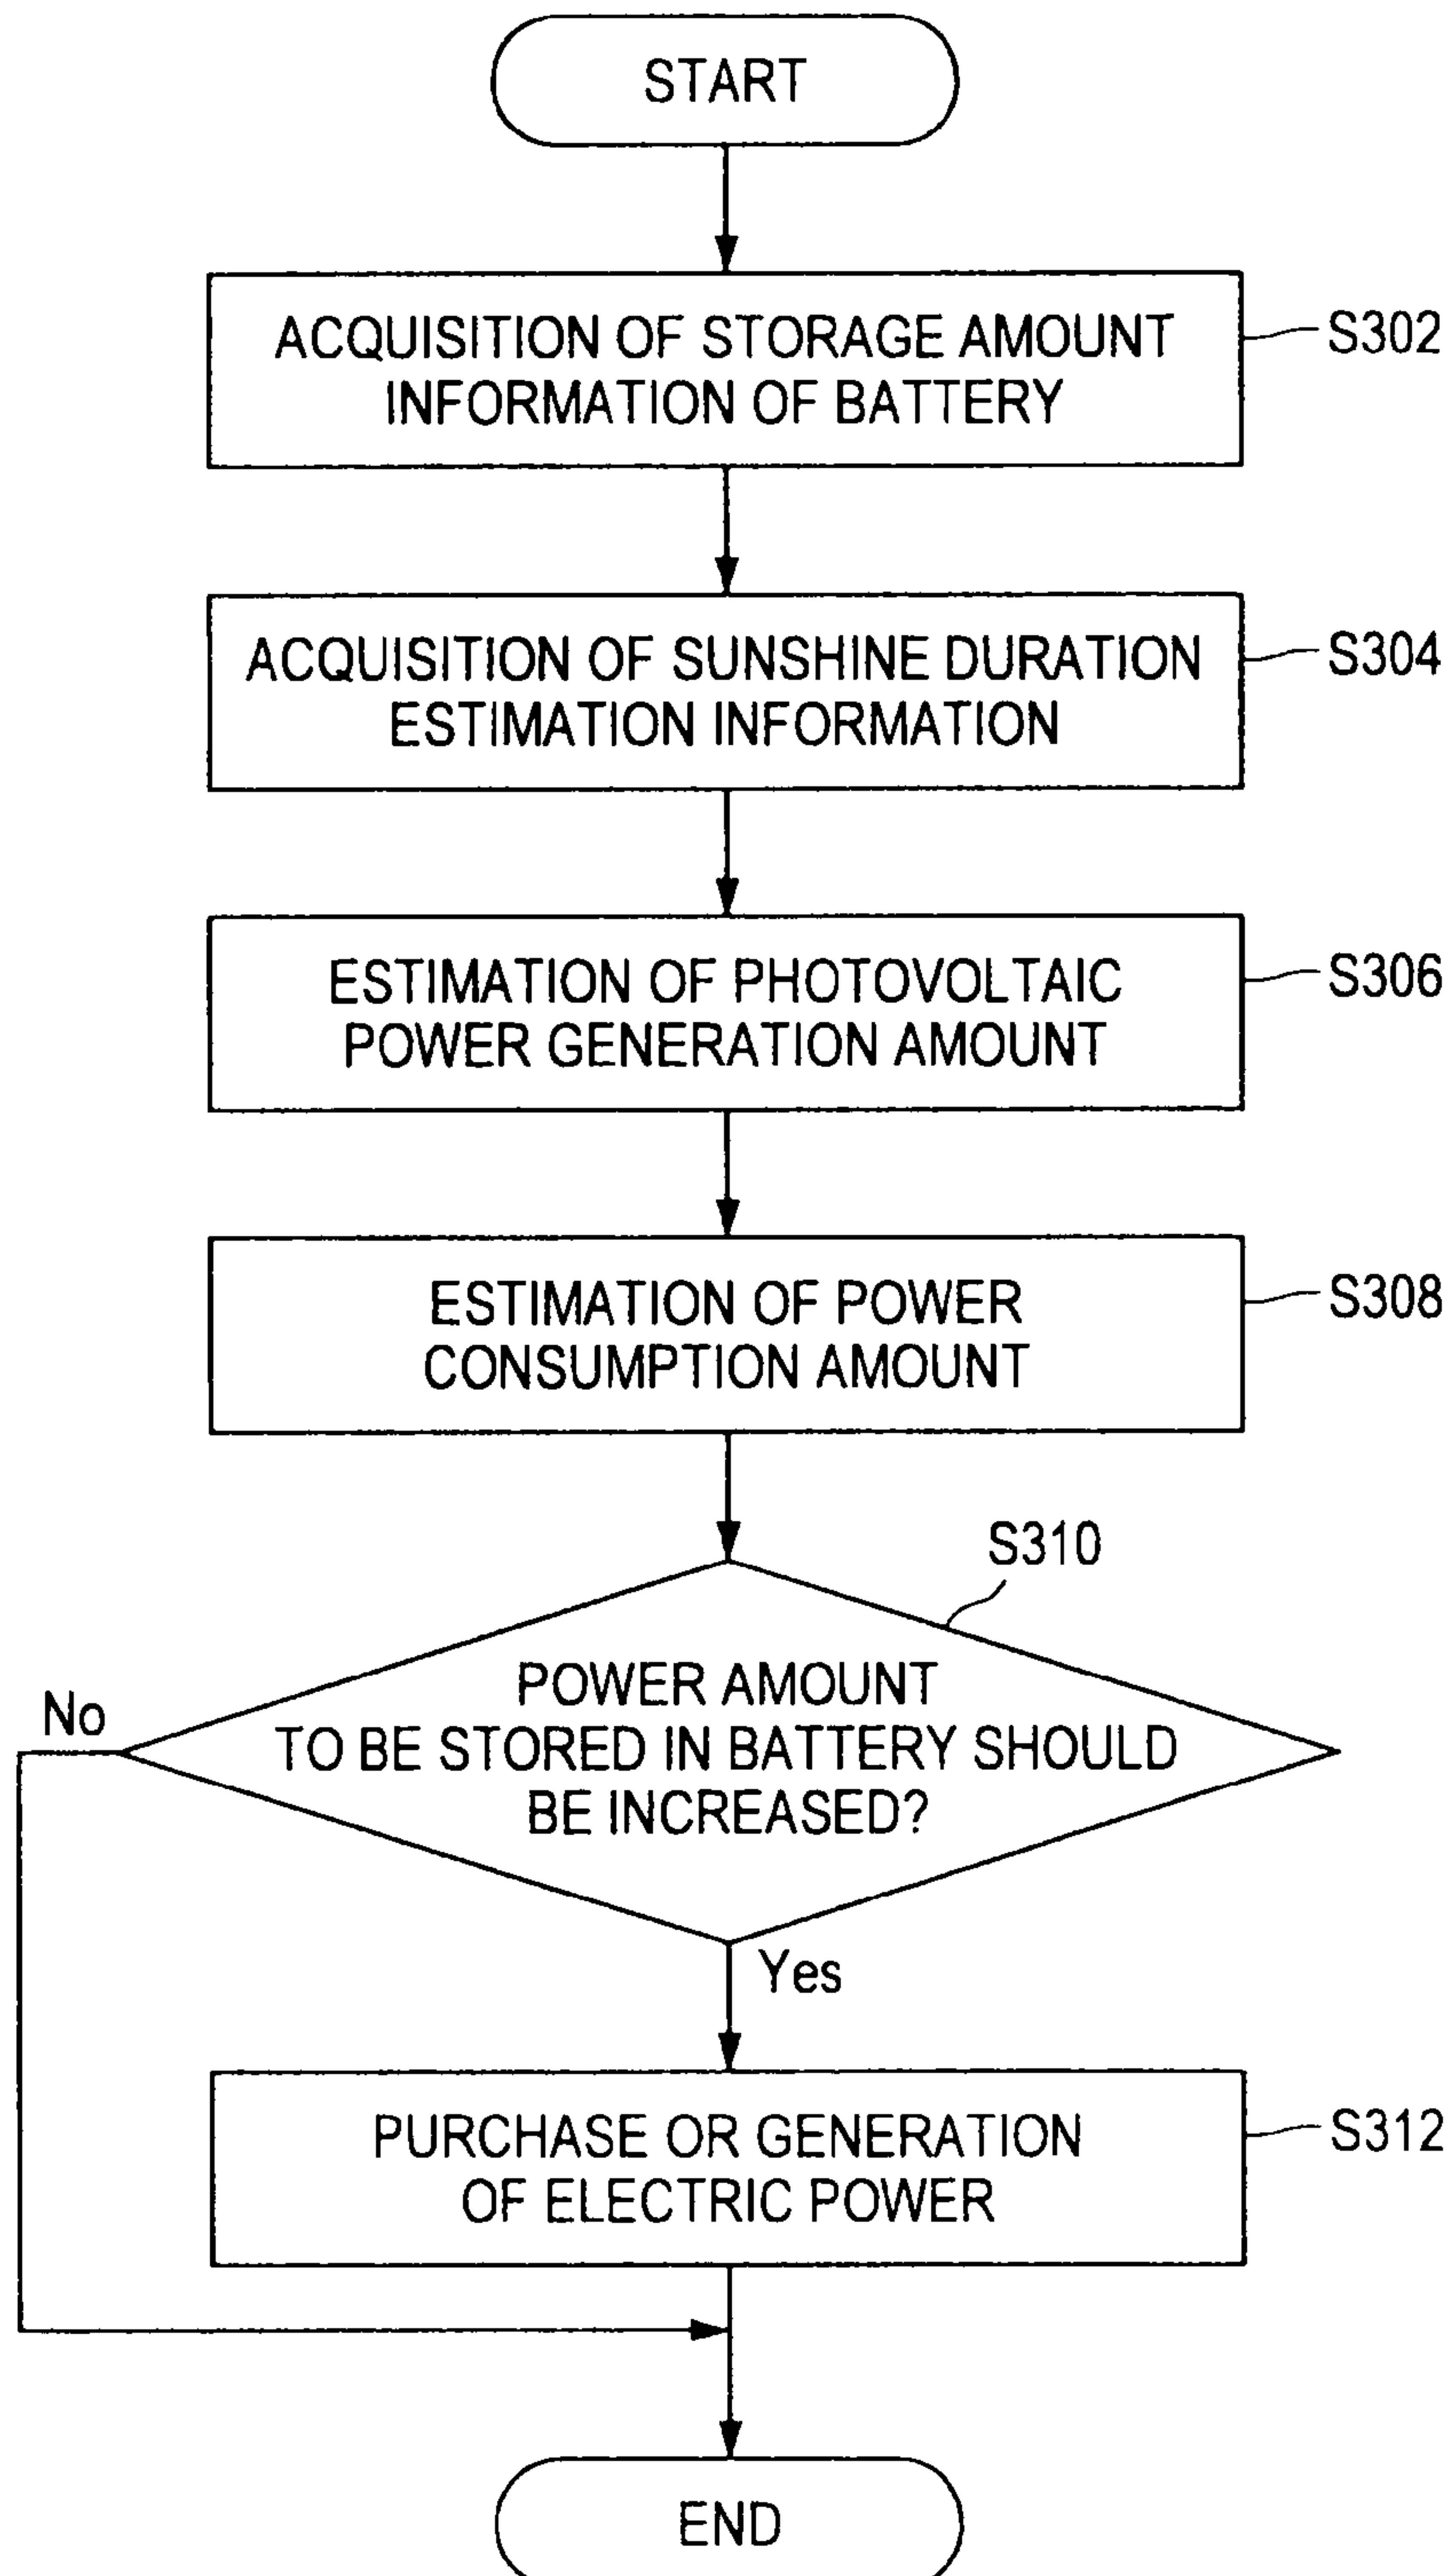 START
ACQUISITION OF STORAGE AMOUNT
INFORMATION OF BATTERY
S302
ACQUISITION OF SUNSHINE DURATION
ESTIMATION INFORMATION
S304
ESTIMATION OF PHOTOVOLTAIC
POWER GENERATION AMOUNT
S306
ESTIMATION OF POWER
CONSUMPTION AMOUNT
S308
S310
POWER AMOUNT
TO BE STORED IN BATTERY SHOULD
BE INCREASED?
No
Yes
PURCHASE OR GENERATION
OF ELECTRIC POWER
S312
END